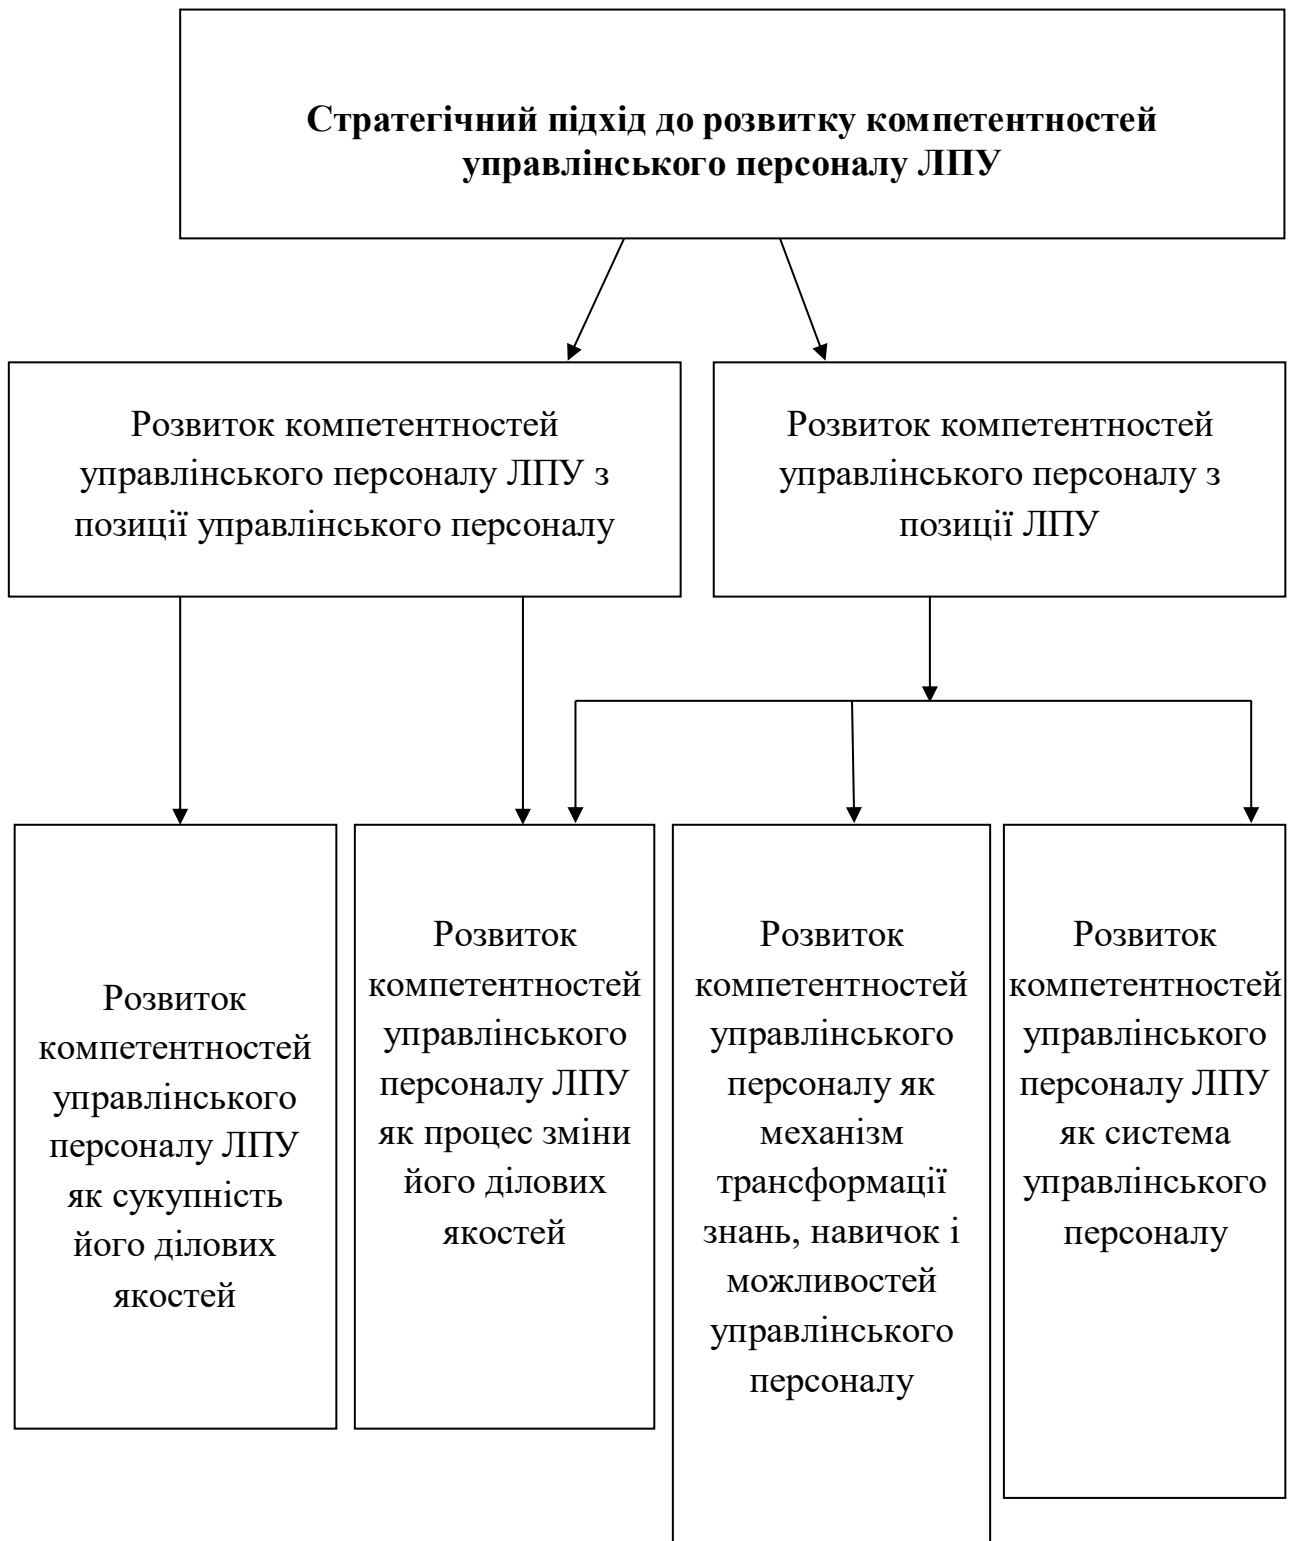 Стратегічний підхід до розвитку компетентностей
управлінського персоналу ЛПУ
Розвиток компетентностей
управлінського персоналу ЛПУ з
позиції управлінського персоналу
Розвиток компетентностей
управлінського персоналу з
позиції ЛПУ
Розвиток
компетентностей
управлінського
персоналу ЛПУ
як сукупність
його ділових
якостей
Розвиток
компетентностей
управлінського
персоналу ЛПУ
як процес зміни
його ділових
якостей
Розвиток
компетентностей
управлінського
персоналу як
механізм
трансформації
знань, навичок і
можливостей
управлінського
персоналу
Розвиток
компетентностей
управлінського
персоналу ЛПУ
як система
управлінського
персоналу